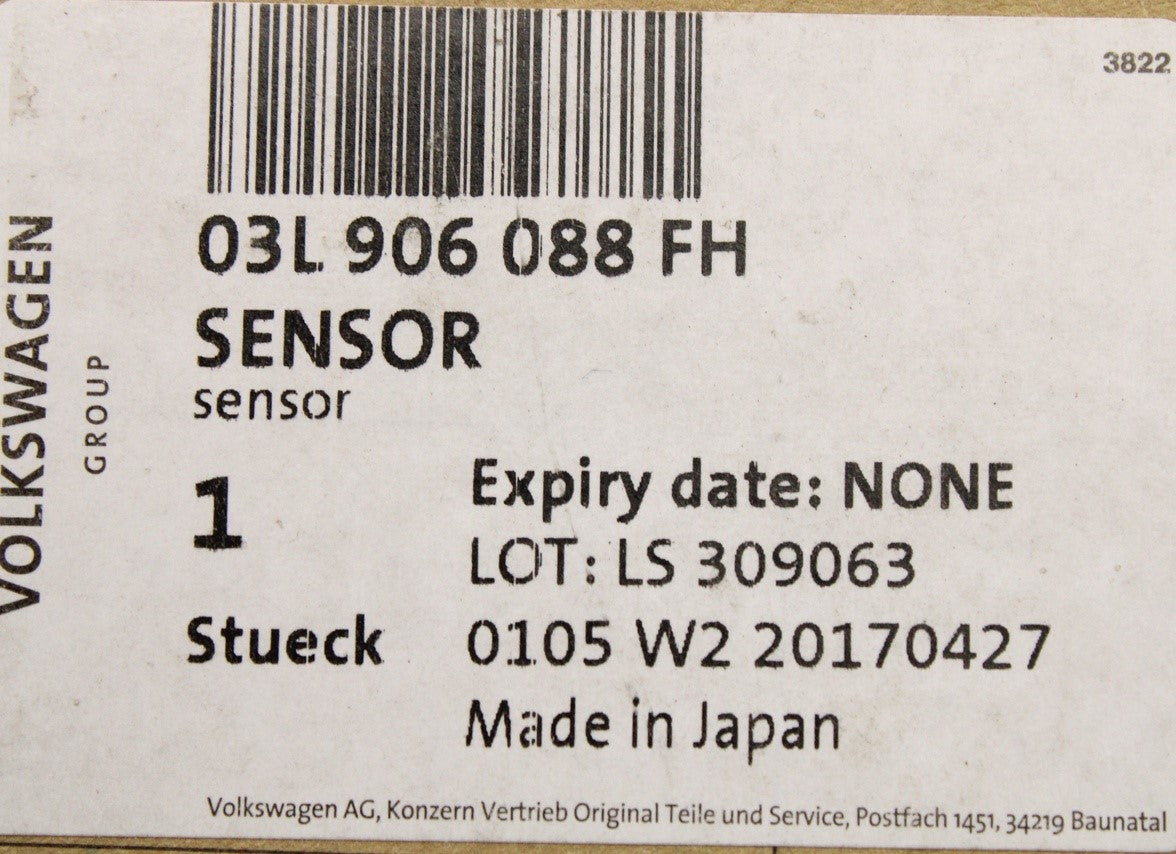 3822
VOLKSWAGEN
GROUP
03L 906 088 FH
SENSOR
sensor
1
Stueck
Expiry date: NONE
LOT: LS 309063
0105 W2 20170427
Made in Japan
Volkswagen AG, Konzern Vertrieb Original Teile und Service, Postfach 1451, 34219 Baunatal